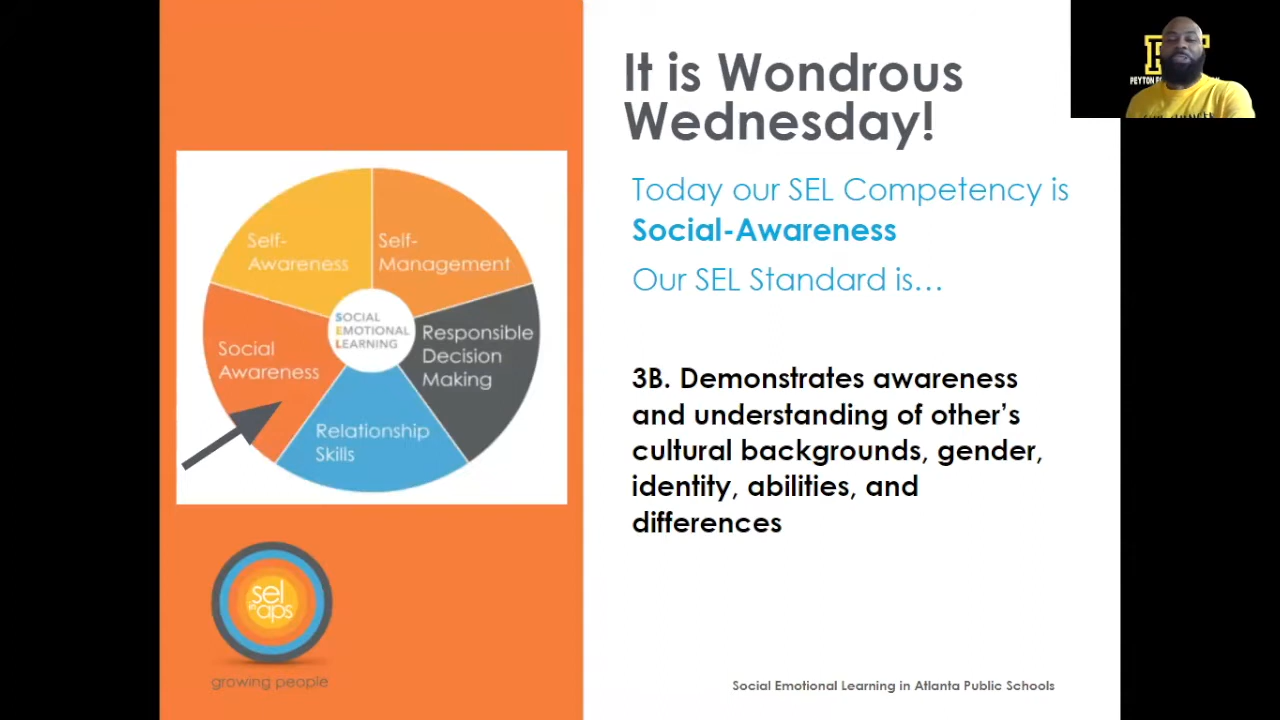 It is Wondrous
Wednesday!
Today our SEL Competency is
Social-Awareness
Our SEL Standard is...
3B. Demonstrates awareness
and understanding of other’s
cultural backgrounds, gender,
identity, abilities, and
differences
Self-
Awareness
Self-
Management
Social
Awareness
SOCIAL
EMOTIONAL
LEARNING
Responsible
Decision
Making
Relationship
Skills
sel
in
aps
growing people
Social Emotional Learning in Atlanta Public Schools
PEYTON